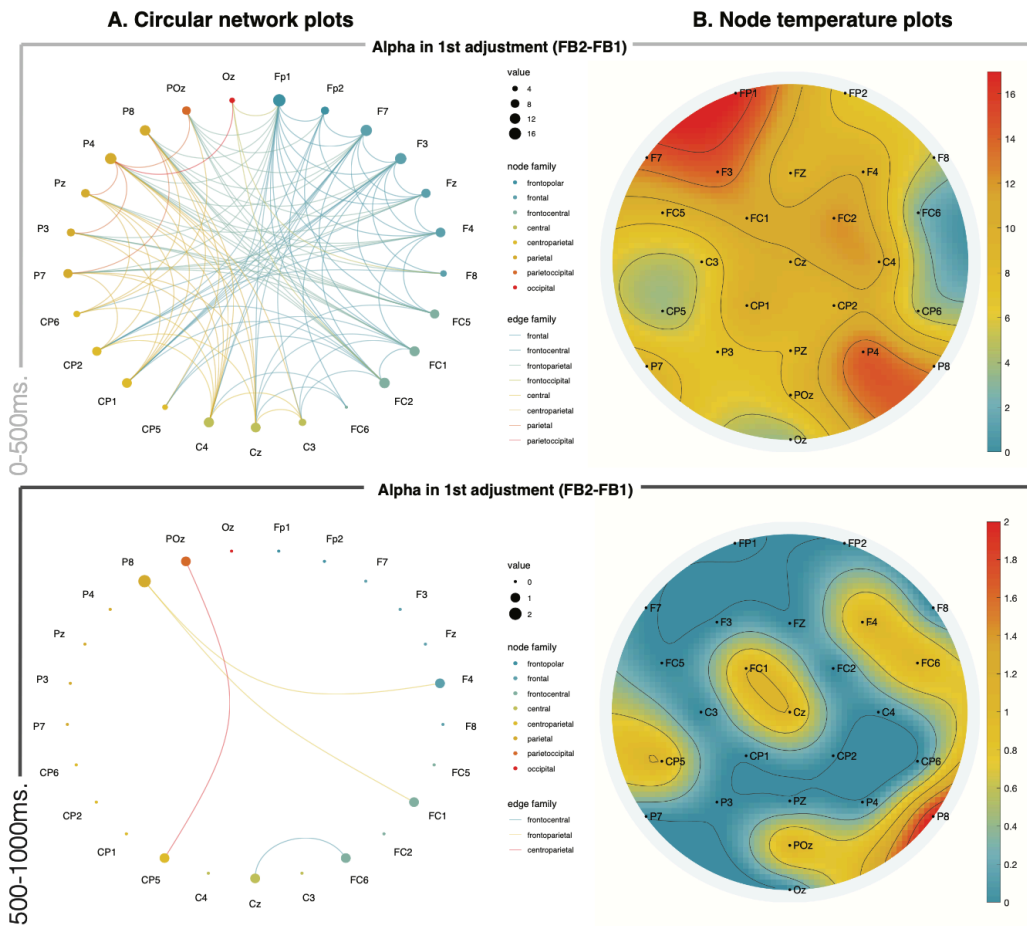 A. Circular network plots
B. Node temperature plots
Alpha in 1st adjustment (FB2-FB1)
0-500ms.
Oz
Fp1
Fp2
F7
F3
Fz
F4
F8
FC5
FC1
FC2
FC6
C3
Cz
C4
CP5
CP1
CP2
CP6
P7
P3
Pz
P4
P8
POz
value
4
8
12
16
node family
frontopolar
frontal
frontocentral
central
centroparietal
parietal
parietoccipital
occipital
edge family
frontal
frontocentral
frontoparietal
frontoccipital
central
centroparietal
parietal
parietoccipital
FP1
FP2
F7
F8
F3
FZ
F4
FC5
FC1
FC2
FC6
C3
Cz
C4
CP5
CP1
CP2
CP6
P3
PZ
P4
P7
P8
POz
Oz
16
14
12
10
8
6
4
2
0
Alpha in 1st adjustment (FB2-FB1)
500-1000ms.
Oz
Fp1
Fp2
F7
F3
Fz
F4
F8
FC5
FC1
FC2
FC6
C3
Cz
C4
CP5
CP1
CP2
CP6
P7
P3
Pz
P4
P8
POz
value
0
1
2
node family
frontopolar
frontal
frontocentral
central
centroparietal
parietal
parietoccipital
occipital
edge family
frontocentral
frontoparietal
centroparietal
FP1
FP2
F7
F8
F3
FZ
F4
FC5
FC1
FC2
FC6
C3
Cz
C4
CP5
CP1
CP2
CP6
P3
PZ
P4
P7
P8
POz
Oz
2
1.8
1.6
1.4
1.2
1
0.8
0.6
0.4
0.2
0